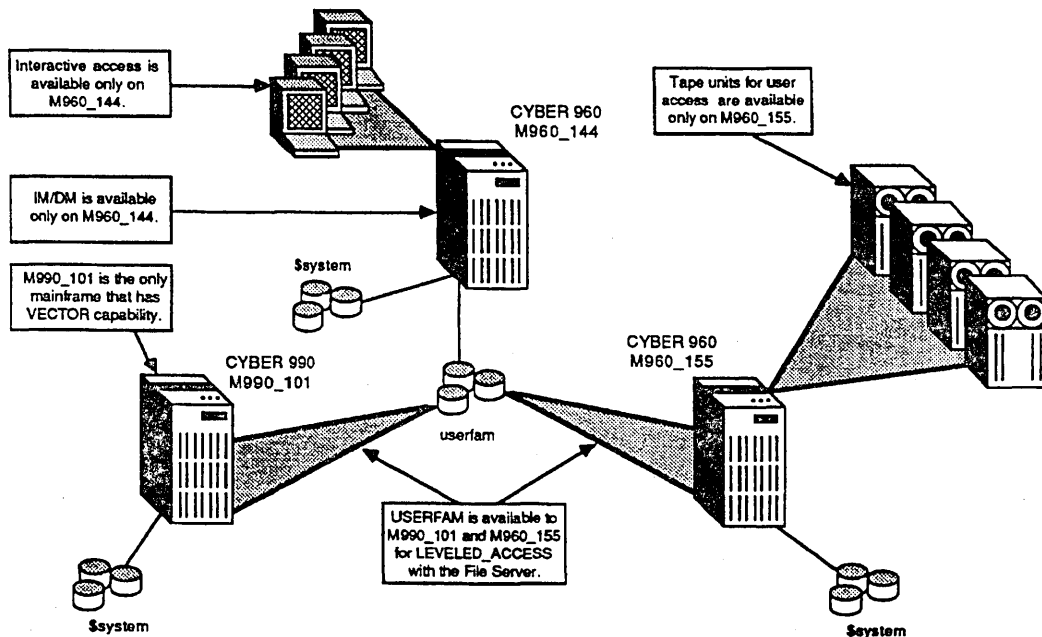 Interactive access is
available only on
M960_144.
CYBER 960
M960_144
Tape units for user
access are available
only on M960_155.
IM/DM is available
only on M960_144.
$system
M990_101 is the only
mainframe that has
VECTOR capability.
CYBER 990
M990_101
CYBER 960
M960_155
userfam
USERFAM is available to
M990_101 and M960_155
for LEVELED_ACCESS
with the File Server.
$system
$system